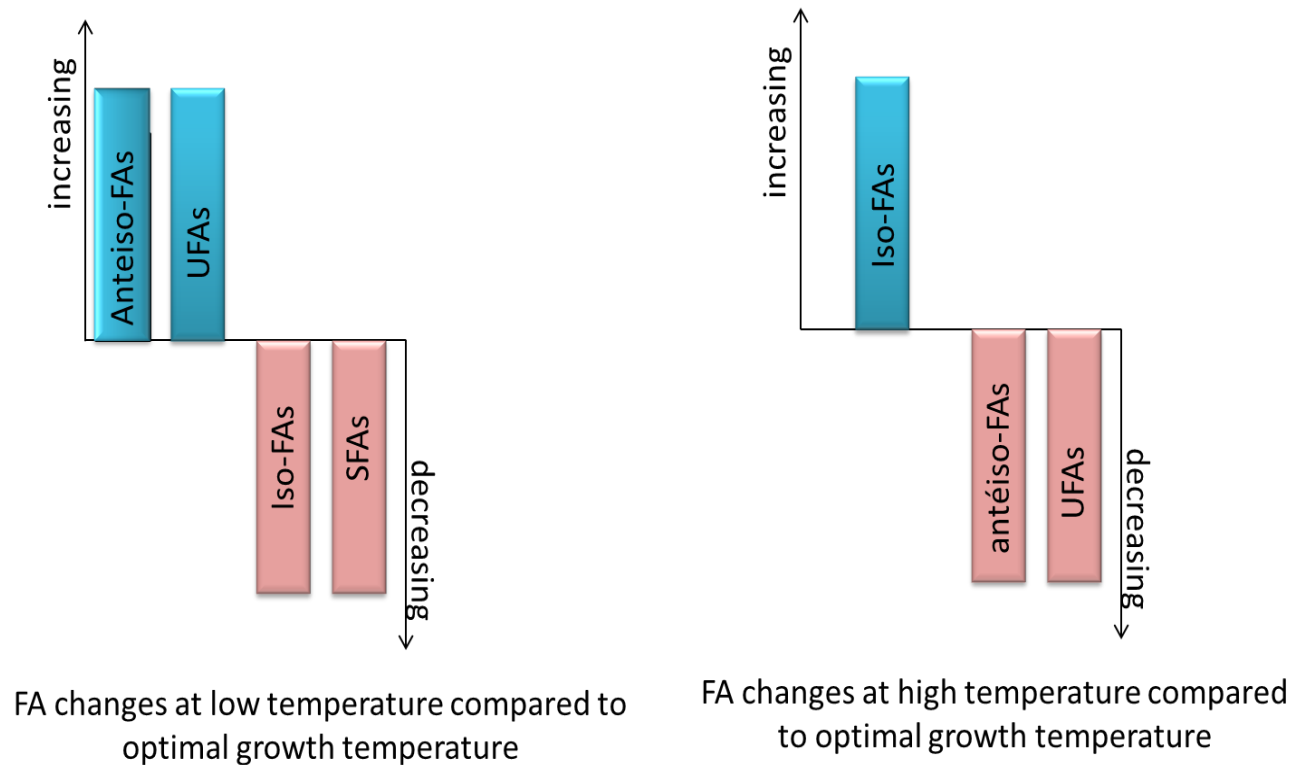 increasing
Anteiso-FAs
UFAs
Iso-FAs
SFAs
decreasing
FA changes at low temperature compared to
optimal growth temperature
increasing
Iso-FAs
antéiso-FAs
UFAs
decreasing
FA changes at high temperature compared
to optimal growth temperature